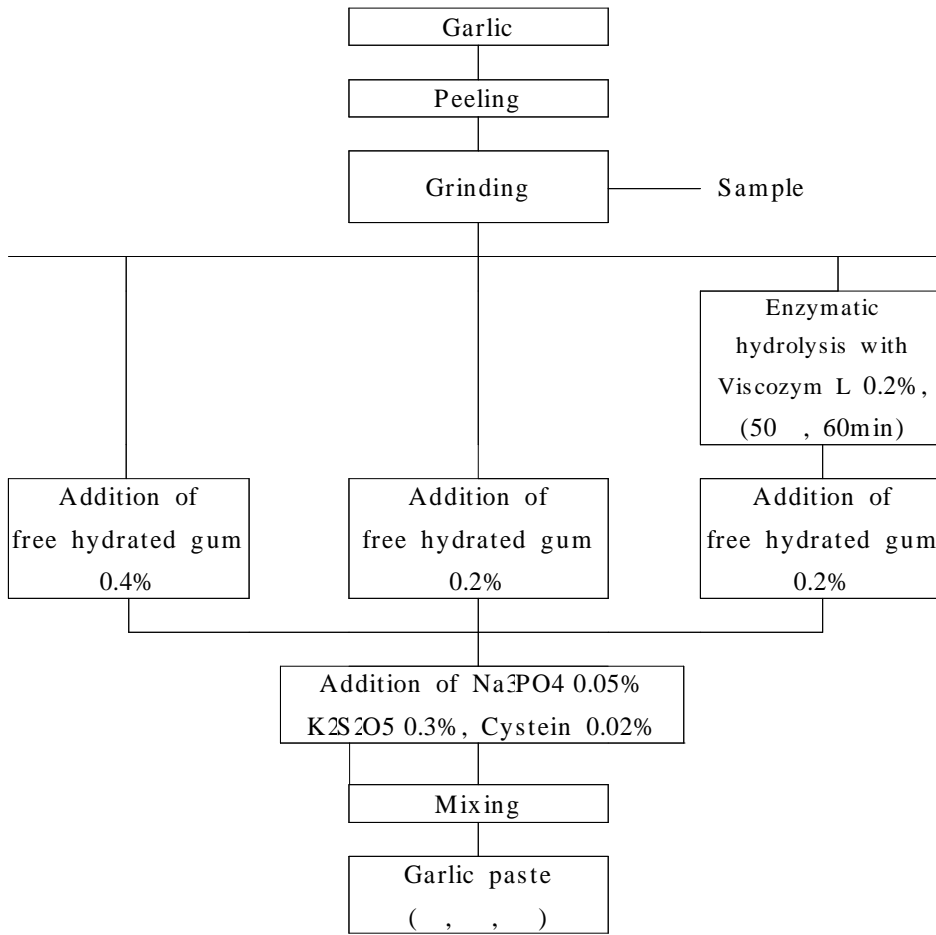 Garlic
Peeling
Grinding
Sample
Enzymatic
hydrolysis with
Viscozym L 0.2%,
(50 , 60min)
Addition of
free hydrated gum
0.4%
Addition of
free hydrated gum
0.2%
Addition of
free hydrated gum
0.2%
Addition of Na3PO4 0.05%
K2S2O5 0.3%, Cystein 0.02%
Mixing
Garlic paste
( , , )